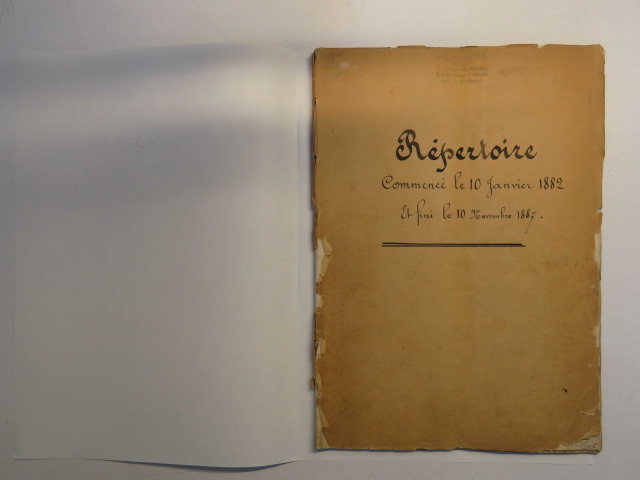 Répertoire
Commencé le 10 Janvier 1882
Et fini le 10 Novembre 1887.